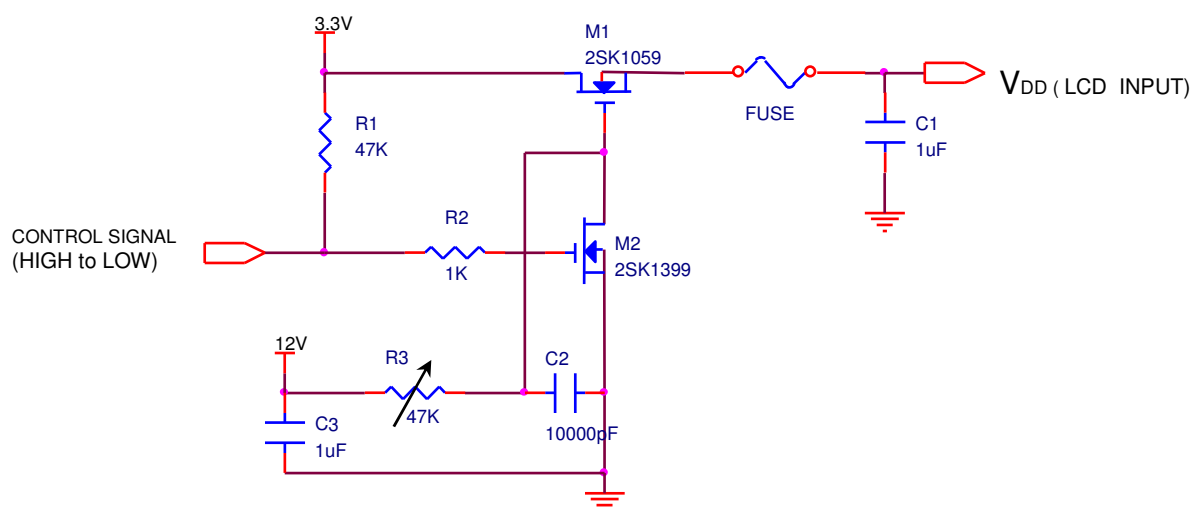 3.3V
M1
2SK1059
R1
47K
FUSE
VDD ( LCD INPUT)
C1
1uF
CONTROL SIGNAL
(HIGH to LOW)
R2
1K
M2
2SK1399
12V
R3
47K
C2
10000pF
C3
1uF